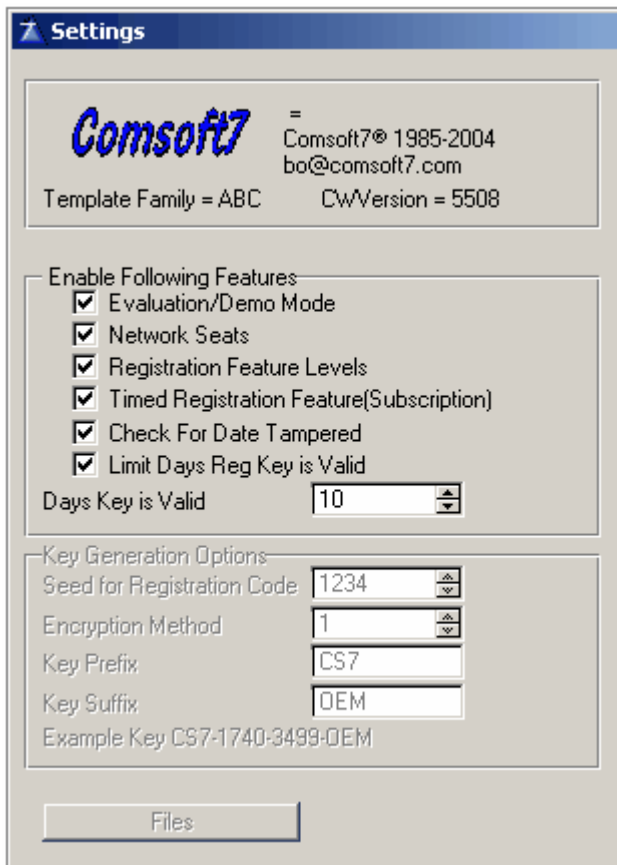 Settings
Comsoft7
=
Comsoft7® 1985-2004
bo@comsoft7.com
Template Family = ABC CWVersion = 5508
Enable Following Features
Evaluation/Demo Mode
Network Seats
Registration Feature Levels
Timed Registration Feature(Subscription)
Check For Date Tampered
Limit Days Reg Key is Valid
Days Key is Valid 10
Key Generation Options
Seed for Registration Code 1234
Encryption Method 1
Key Prefix CS7
Key Suffix OEM
Example Key CS7-1740-3499-OEM
Files